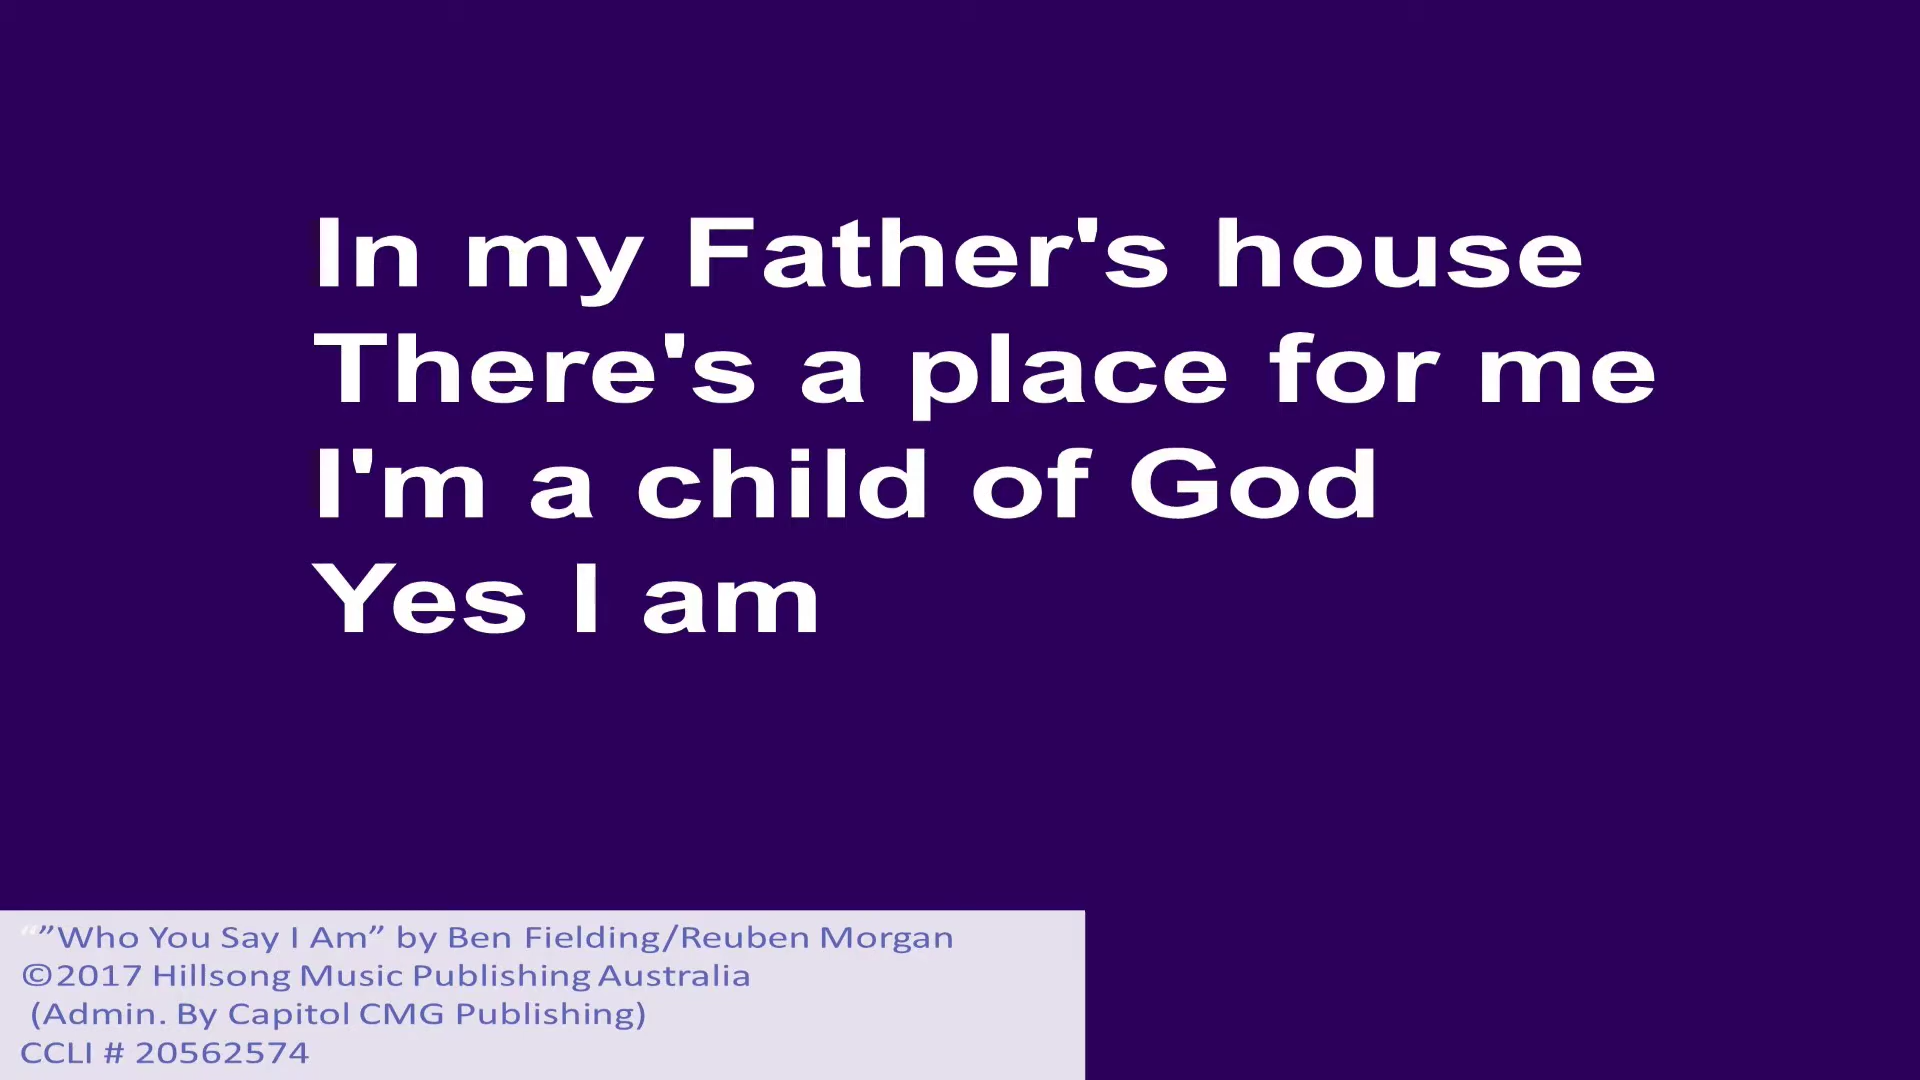 In my Father's house
There's a place for me
I'm a child of God
Yes I am
“”Who You Say I Am” by Ben Fielding/Reuben Morgan
©2017 Hillsong Music Publishing Australia
(Admin. By Capitol CMG Publishing)
CCLI # 20562574